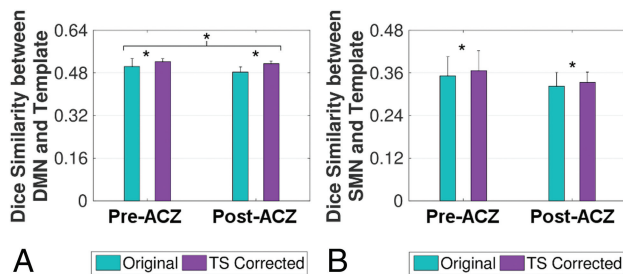 Dice Similarity between
DMN and Template
0.64
0.48
0.32
0.16
0
*
*
*
Pre-ACZ
Post-ACZ
A
Original
TS Corrected
Dice Similarity between
SMN and Template
0.48
0.36
0.24
0.12
0
*
*
Pre-ACZ
Post-ACZ
B
Original
TS Corrected